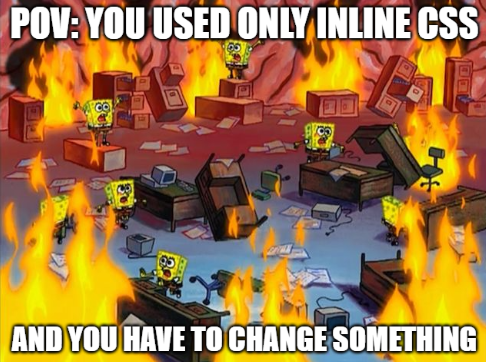 POV: YOU USED ONLY INLINE CSS
AND YOU HAVE TO CHANGE SOMETHING